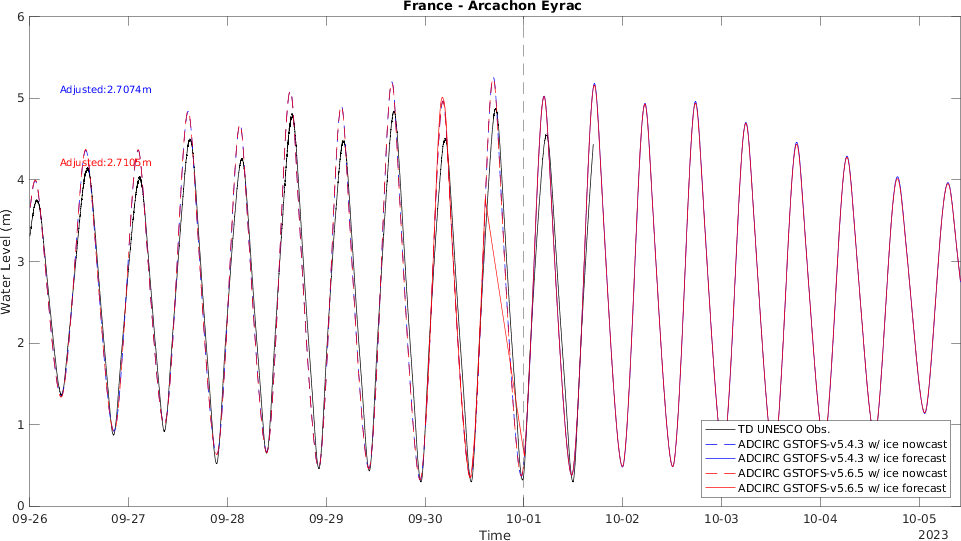 France - Arcachon Eyrac
6
5
4
3
2
1
0
Water Level (m)
Adjusted:2.7074m
Adjusted:2.7105m
TD UNESCO Obs.
ADCIRC GSTOFS-v5.4.3 w/ ice nowcast
ADCIRC GSTOFS-v5.4.3 w/ ice forecast
ADCIRC GSTOFS-v5.6.5 w/ ice nowcast
ADCIRC GSTOFS-v5.6.5 w/ ice forecast
09-26 09-27 09-28 09-29 09-30 10-01 10-02 10-03 10-04 10-05
Time
2023